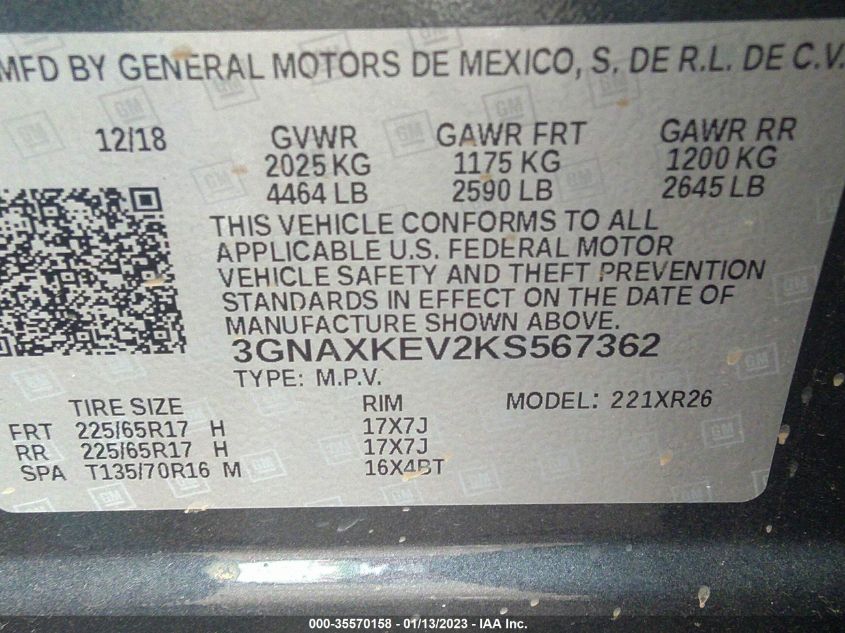 MFD BY GENERAL MOTORS DE MEXICO, S. DE R.L. DE C.V.
12/18 GVWR GAWR FRT GAWR RR
2025 KG 1175 KG 1200 KG
4464 LB 2590 LB 2645 LB
THIS VEHICLE CONFORMS TO ALL
APPLICABLE U.S. FEDERAL MOTOR
VEHICLE SAFETY AND THEFT PREVENTION
STANDARDS IN EFFECT ON THE DATE OF
MANUFACTURE SHOWN ABOVE.
3GNAXKEV2KS567362
TYPE: M.P.V.
TIRE SIZE RIM MODEL: 221XR26
FRT 225/65R17 H 17X7J
RR 225/65R17 H 17X7J
SPA T135/70R16 M 16X4BT
000-35570158 - 01/13/2023 - IAA Inc.